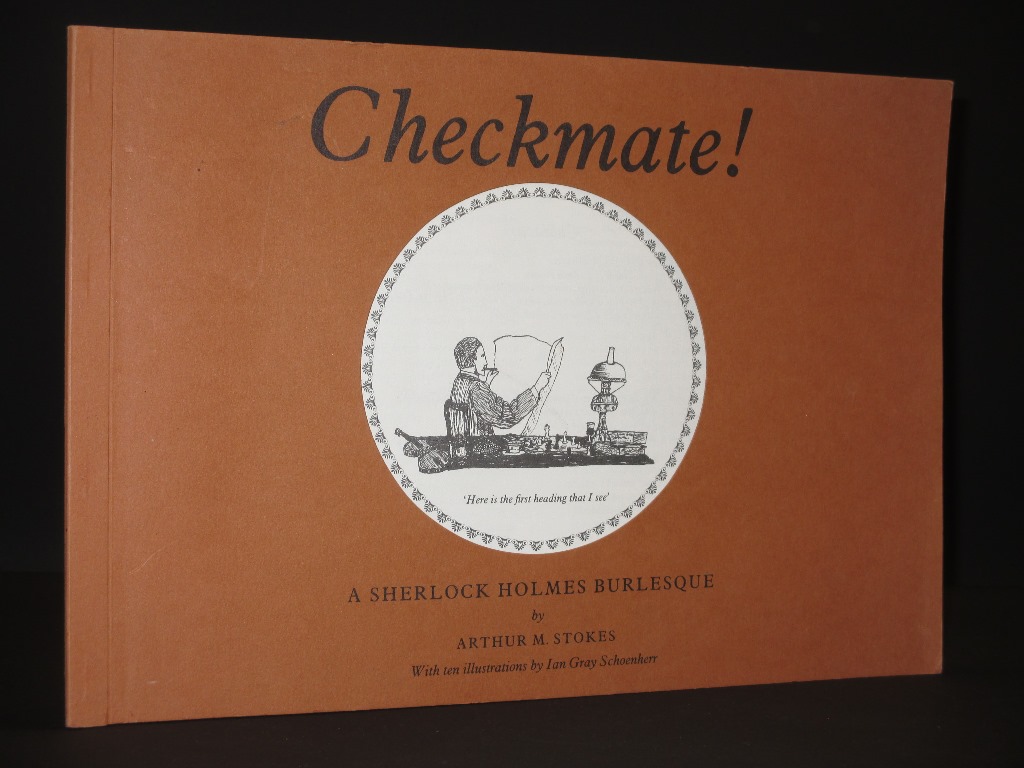 Checkmate!
'Here is the first heading that I see'
A SHERLOCK HOLMES BURLESQUE
by
ARTHUR M. STOKES
With ten illustrations by Ian Gray Schoenherr